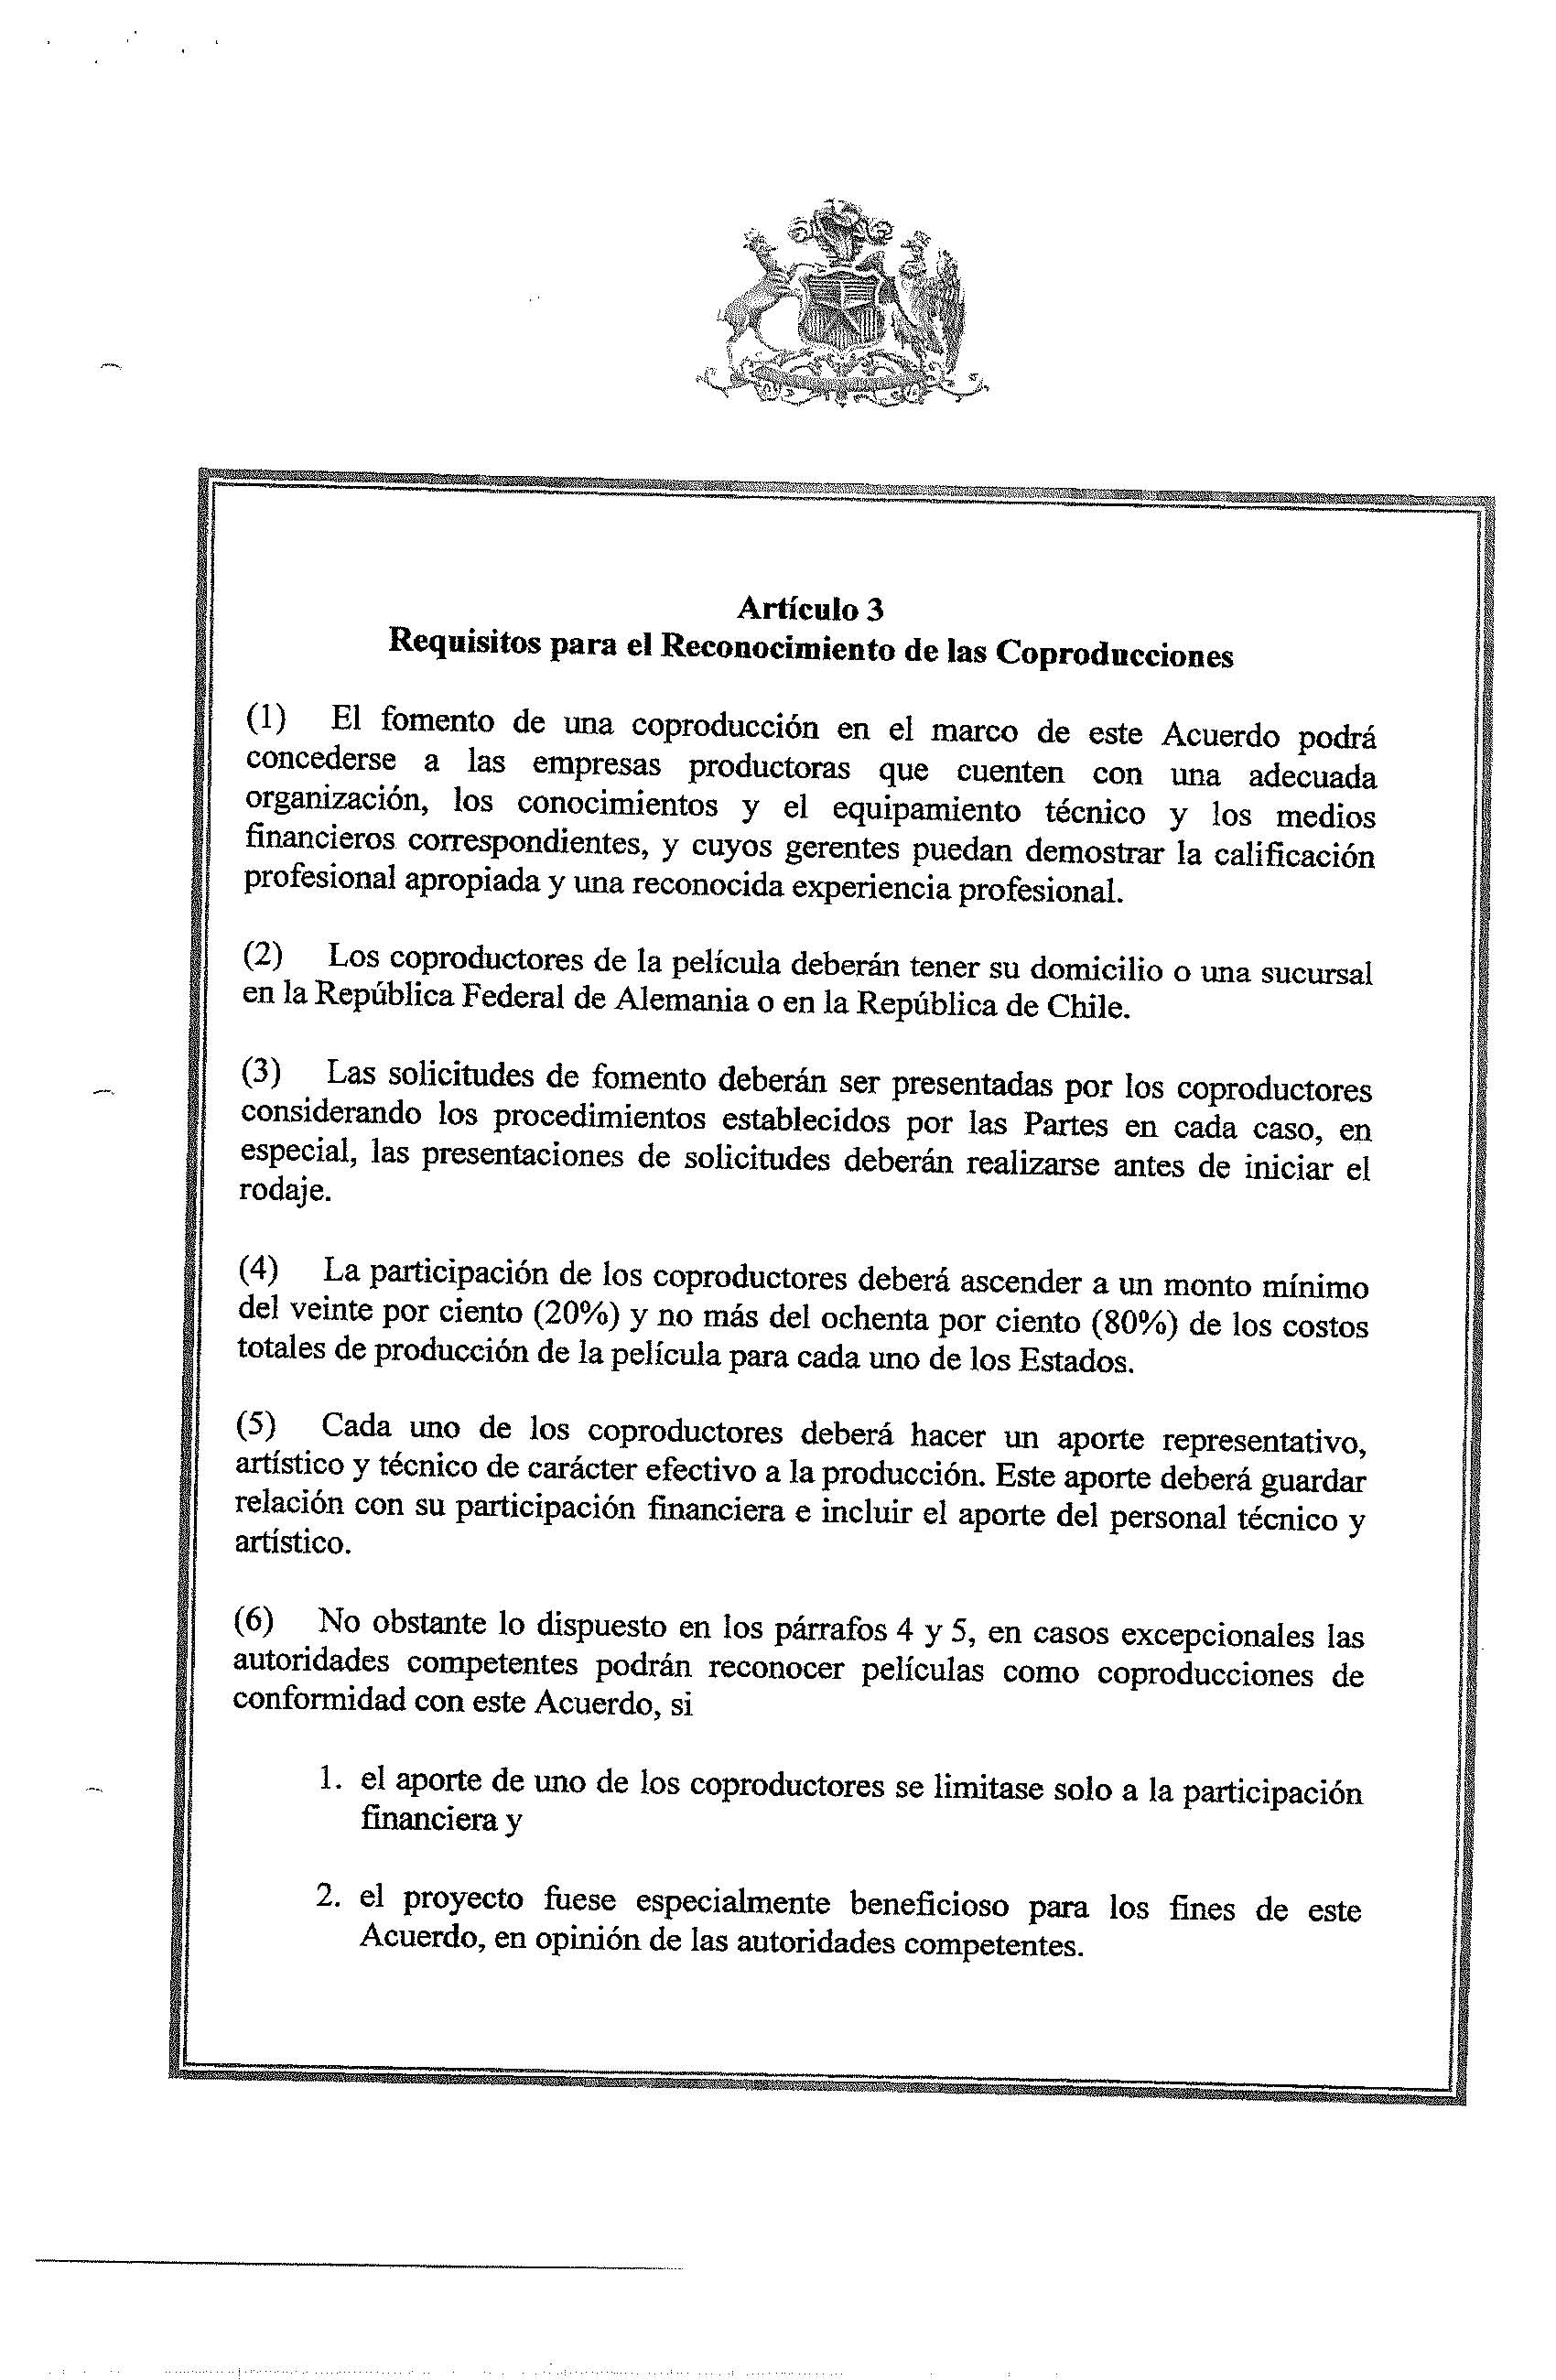 Artículo 3
Requisitos para el Reconocimiento de las Coproducciones
(1) El fomento de una coproducción en el marco de este Acuerdo podrá
concederse a las empresas productoras que cuenten con una adecuada
organización, los conocimientos y el equipamiento técnico y los medios
financieros correspondientes, y cuyos gerentes puedan demostrar la calificación
profesional apropiada y una reconocida experiencia profesional.
(2) Los coproductores de la película deberán tener su domicilio o una sucursal
en la República Federal de Alemania o en la República de Chile.
(3) Las solicitudes de fomento deberán ser presentadas por los coproductores
considerando los procedimientos establecidos por las Partes en cada caso, en
especial, las presentaciones de solicitudes deberán realizarse antes de iniciar el
rodaje.
(4) La participación de los coproductores deberá ascender a un monto mínimo
del veinte por ciento (20%) y no más del ochenta por ciento (80%) de los costos
totales de producción de la película para cada uno de los Estados.
(5) Cada uno de los coproductores deberá hacer un aporte representativo,
artístico y técnico de carácter efectivo a la producción. Este aporte deberá guardar
relación con su participación financiera e incluir el aporte del personal técnico y
artístico.
(6) No obstante lo dispuesto en los párrafos 4 y 5, en casos excepcionales las
autoridades competentes podrán reconocer películas como coproducciones de
conformidad con este Acuerdo, si
1. el aporte de uno de los coproductores se limitase solo a la participación
financiera y
2. el proyecto fuese especialmente beneficioso para los fines de este
Acuerdo, en opinión de las autoridades competentes.